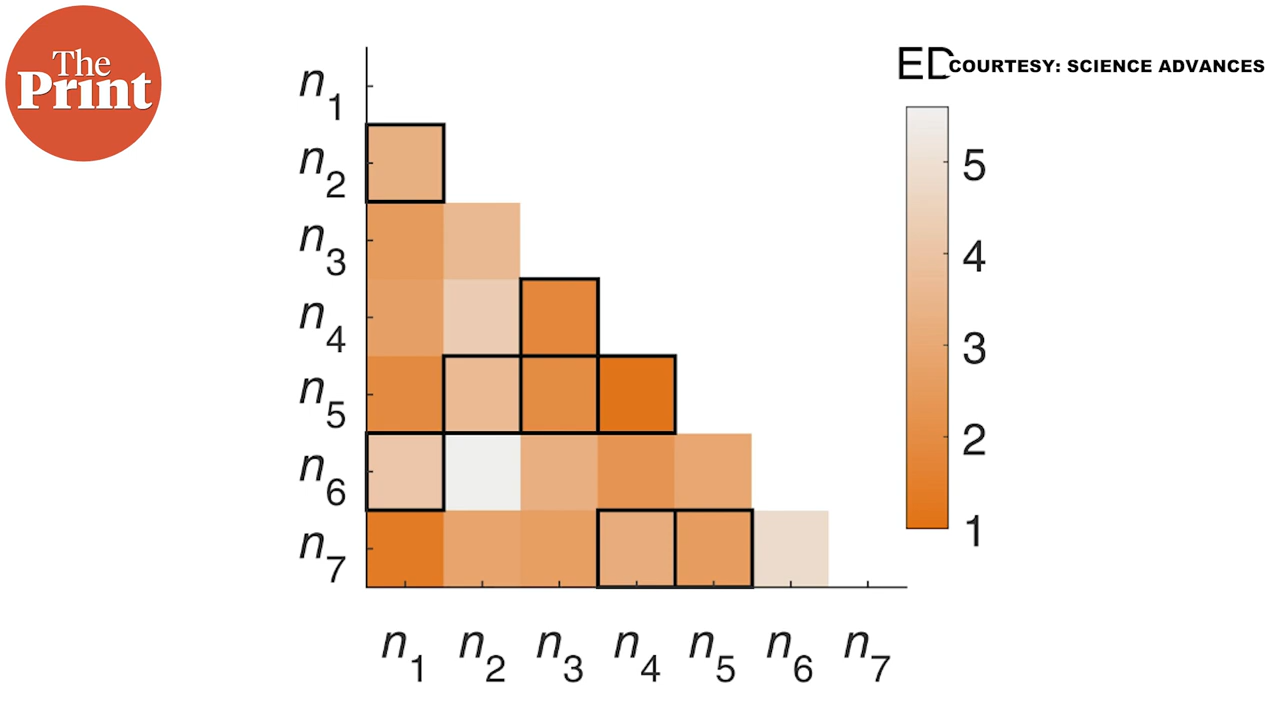 The
Print
ED
COURTESY: SCIENCE ADVANCES
n1
n2
n3
n4
n5
n6
n7
5
4
3
2
1
n1 n2 n3 n4 n5 n6 n7